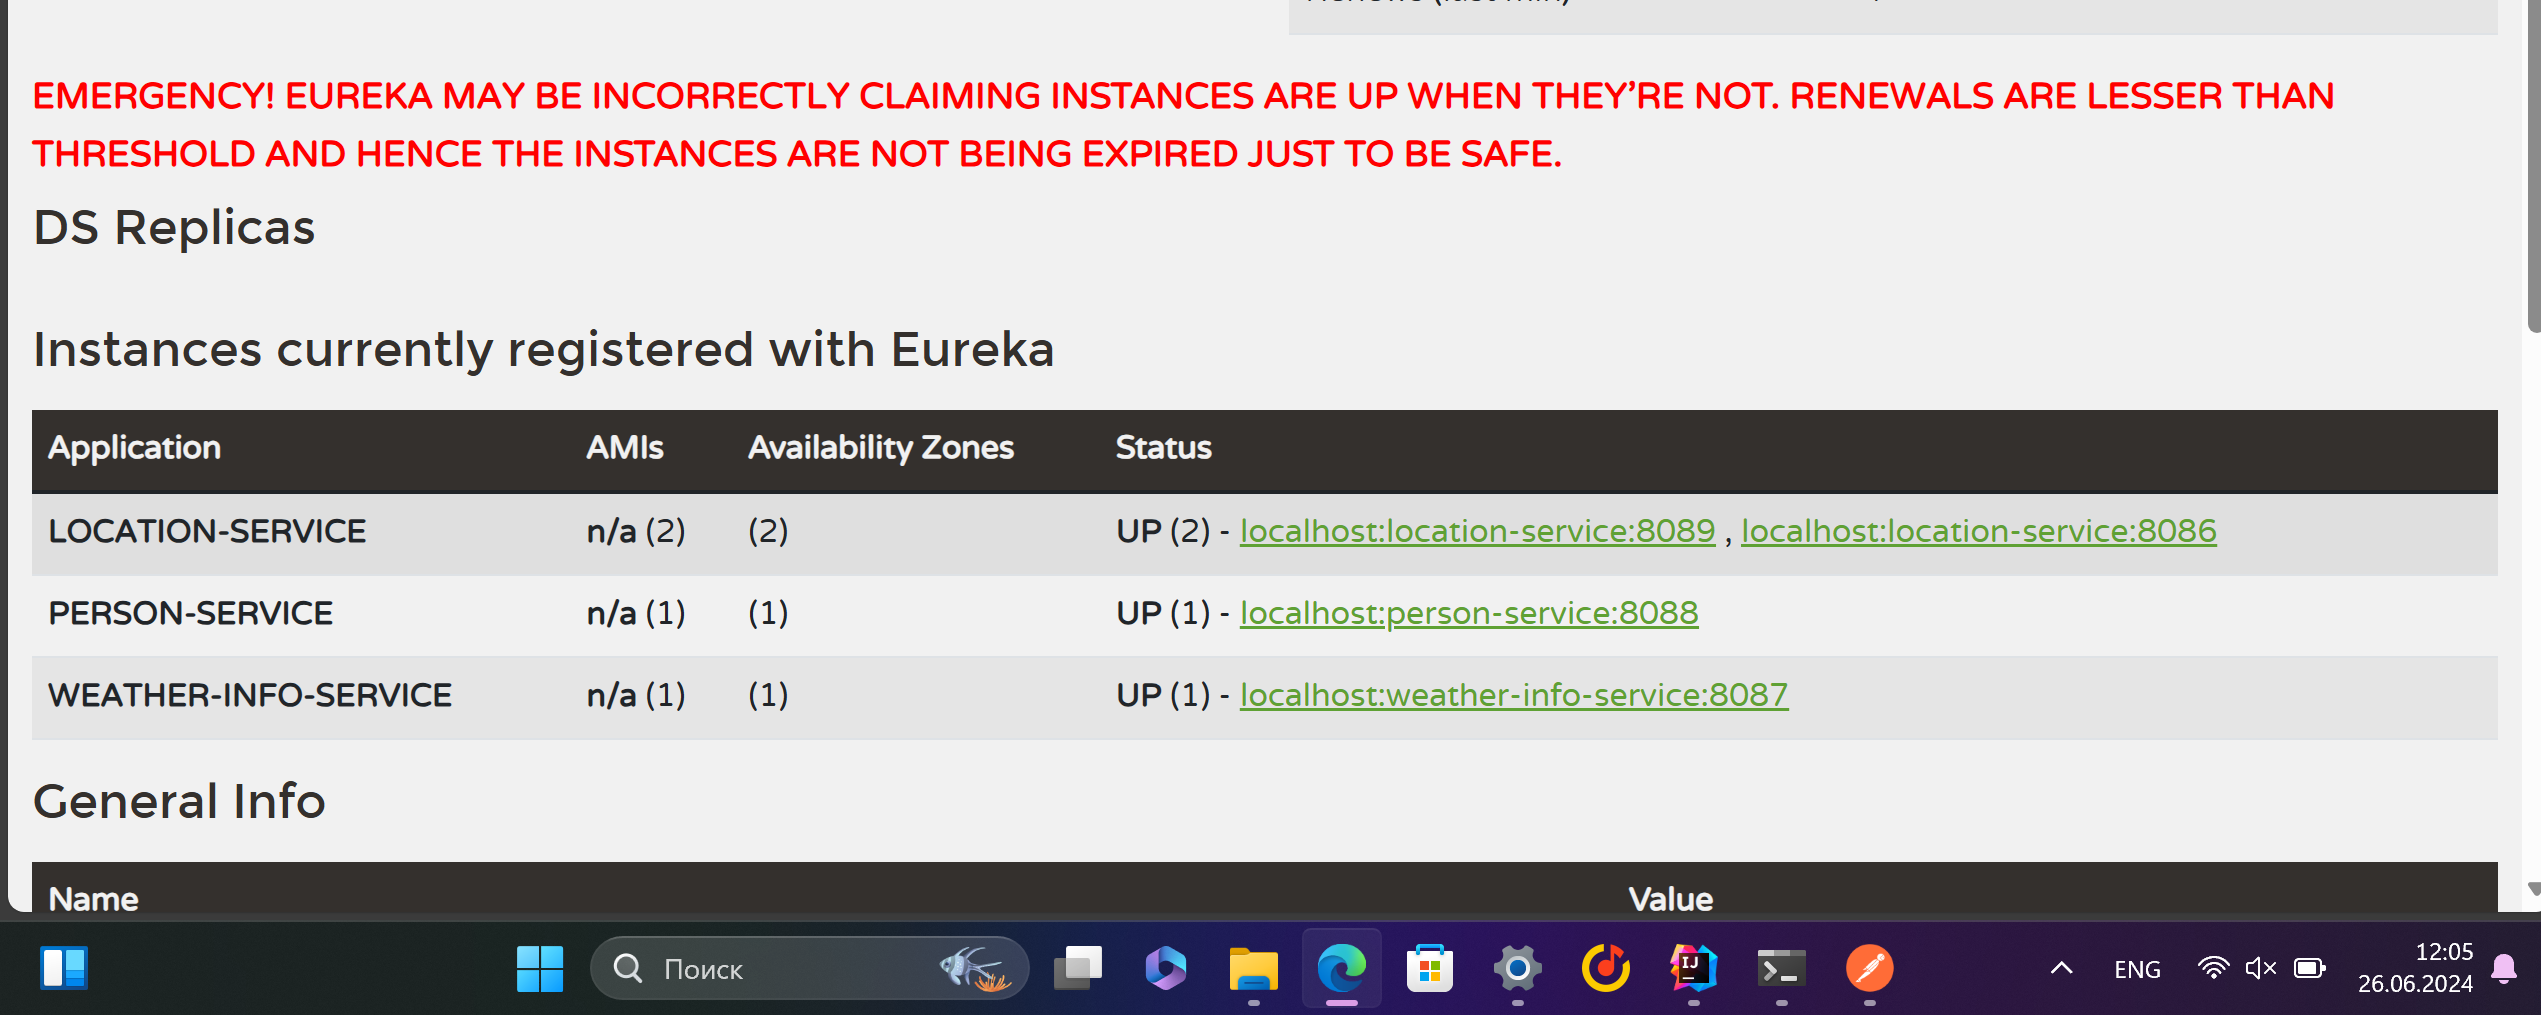 EMERGENCY! EUREKA MAY BE INCORRECTLY CLAIMING INSTANCES ARE UP WHEN THEY'RE NOT. RENEWALS ARE LESSER THAN
THRESHOLD AND HENCE THE INSTANCES ARE NOT BEING EXPIRED JUST TO BE SAFE.
DS Replicas
Instances currently registered with Eureka
Application AMIs Availability Zones Status
LOCATION-SERVICE n/a (2) (2) UP (2) - localhost:location-service:8089 , localhost:location-service:8086
PERSON-SERVICE n/a (1) (1) UP (1) - localhost:person-service:8088
WEATHER-INFO-SERVICE n/a (1) (1) UP (1) - localhost:weather-info-service:8087
General Info
Name Value
Поиск
IJ
ENG
12:05
26.06.2024